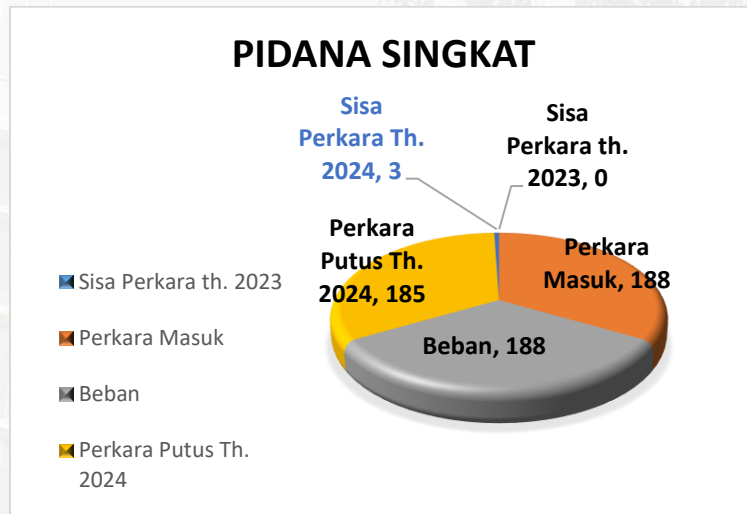 PIDANA SINGKAT
Sisa
Perkara Th.
2024, 3
Sisa
Perkara th.
2023, 0
Perkara
Putus Th.
2024, 185
Perkara
Masuk, 188
Beban, 188
Sisa Perkara th. 2023
Perkara Masuk
Beban
Perkara Putus Th.
2024